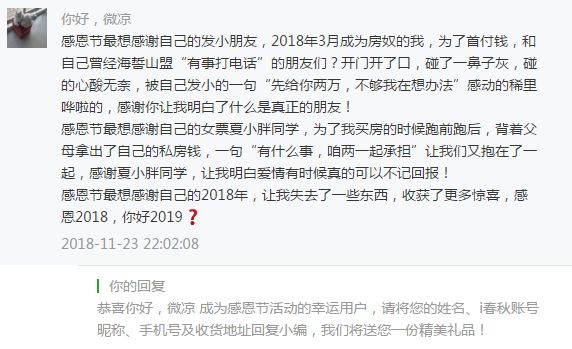 你好，微凉
感恩节最想感谢自己的发小朋友，2018年3月成为房奴的我，为了首付钱，和
自己曾经海誓山盟“有事打电话”的朋友们？开门开了口，碰了一鼻子灰，碰
的心酸无奈，被自己发小的一句“先给你两万，不够我在想办法”感动的稀里
哗啦的，感谢你让我明白了什么是真正的朋友！
感恩节最想感谢自己的女票夏小胖同学，为了我买房的时候跑前跑后，背着父
母拿出了自己的私房钱，一句“有什么事，咱两一起承担”让我们又抱在了一
起，感谢夏小胖同学，让我明白爱情有时候真的可以不记回报！
感恩节最想感谢自己的2018年，让我失去了一些东西，收获了更多惊喜，感
恩2018，你好2019❓
2018-11-23 22:02:08
你的回复
恭喜你好，微凉 成为感恩节活动的幸运用户，请将您的姓名、i春秋账号
昵称、手机号及收货地址回复小编，我们将送您一份精美礼品！